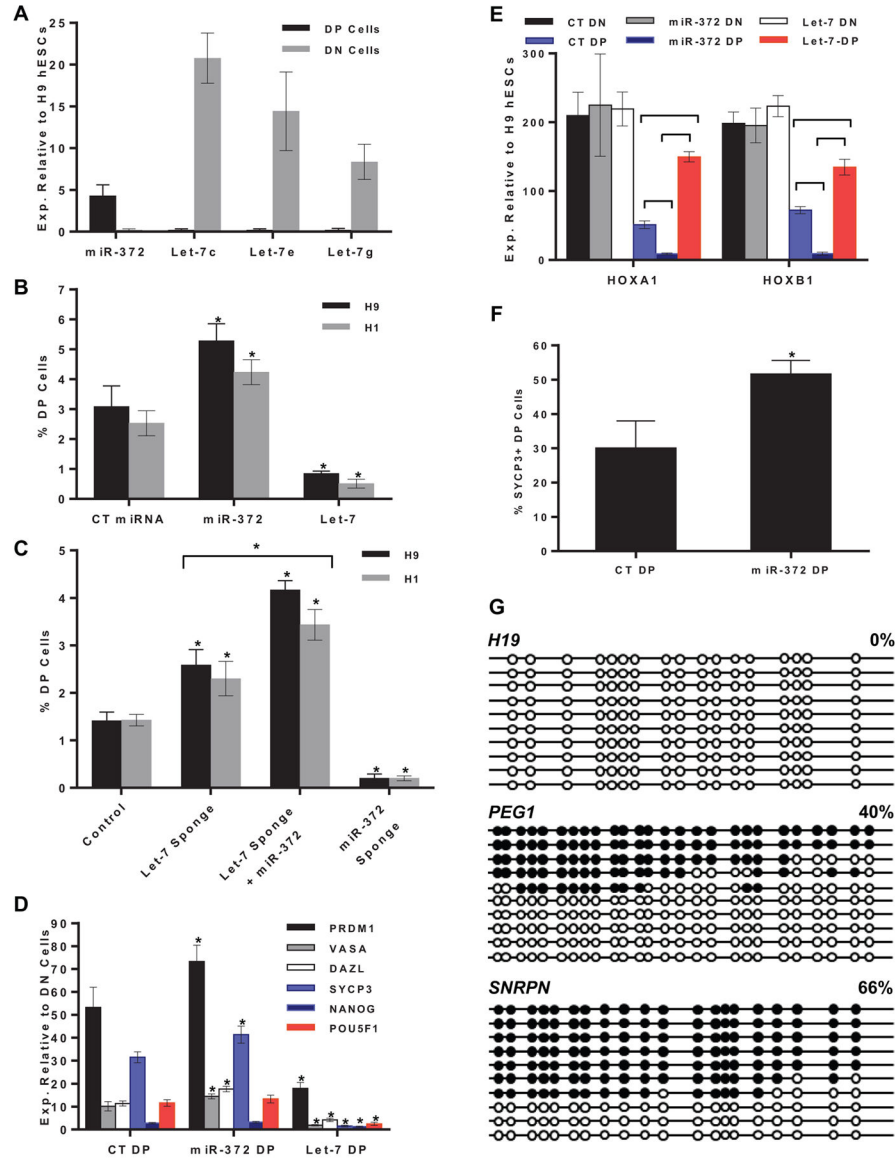 A
DP Cells
DN Cells
Exp. Relative to H9 hESCs
25
20
15
10
5
0
miR-372 Let-7c Let-7e Let-7g
B
H9
H1
% DP Cells
7
6
5
4
3
2
1
0
* * * *
CT miRNA miR-372 Let-7
C
*
H9
H1
% DP Cells
5
4
3
2
1
0
* * * * * *
Control
Let-7 Sponge
Let-7 Sponge
+ miR-372
miR-372
Sponge
D
PRDM1
VASA
DAZL
SYCP3
NANOG
POU5F1
Exp. Relative to DN Cells
90
80
70
60
50
40
30
20
10
0
* * * * * * * * * *
CT DP miR-372 DP Let-7 DP
E
CT DN miR-372 DN Let-7 DN
CT DP miR-372 DP Let-7-DP
Exp. Relative to H9 hESCs
300
200
100
0
HOXA1 HOXB1
F
% SYCP3+ DP Cells
60
50
40
30
20
10
0
*
CT DP miR-372 DP
G
H19 0%
PEG1 40%
SNRPN 66%